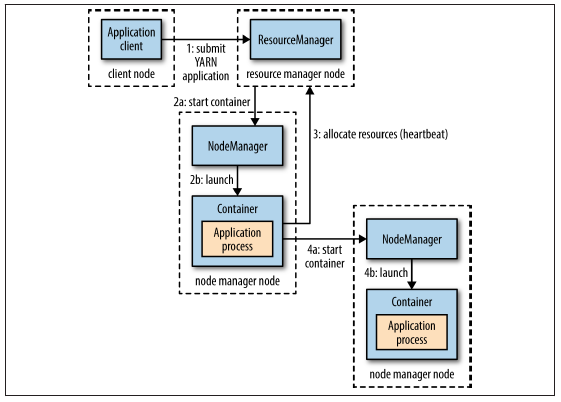 Application
client
client node
1: submit
YARN
application
ResourceManager
resource manager node
2a: start container
NodeManager
2b: launch
Container
Application
process
node manager node
3: allocate resources (heartbeat)
4a: start
container
NodeManager
4b: launch
Container
Application
process
node manager node